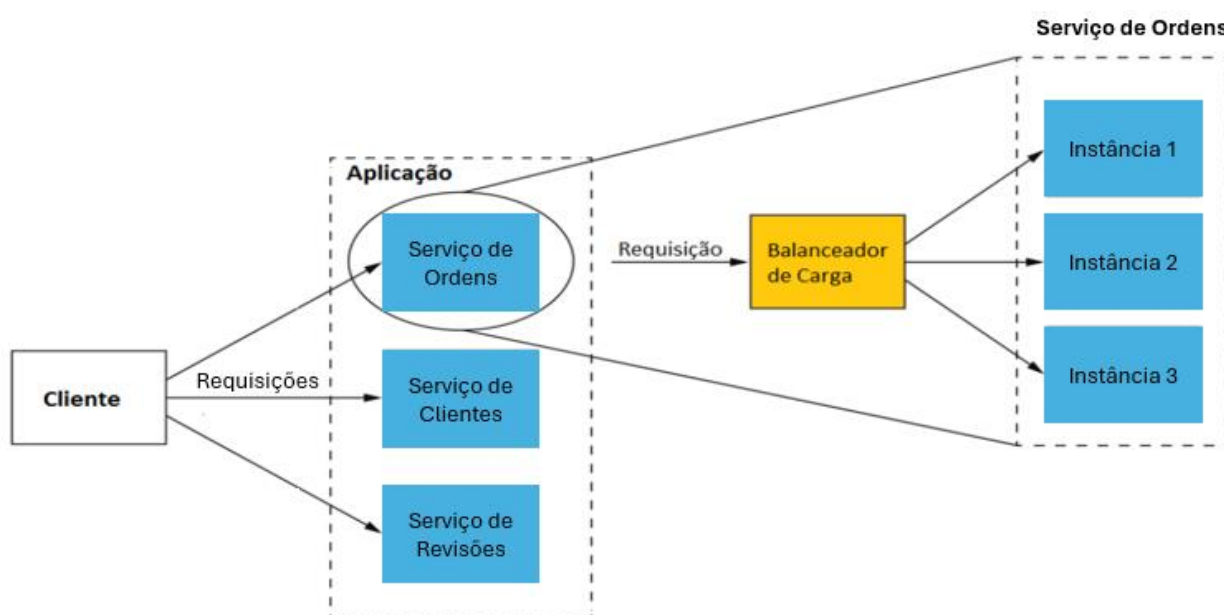 Serviço de Ordens
Aplicação
Serviço de
Ordens
Requisição
Balanceador
de Carga
Instância 1
Instância 2
Instância 3
Cliente
Requisições
Serviço de
Clientes
Serviço de
Revisões